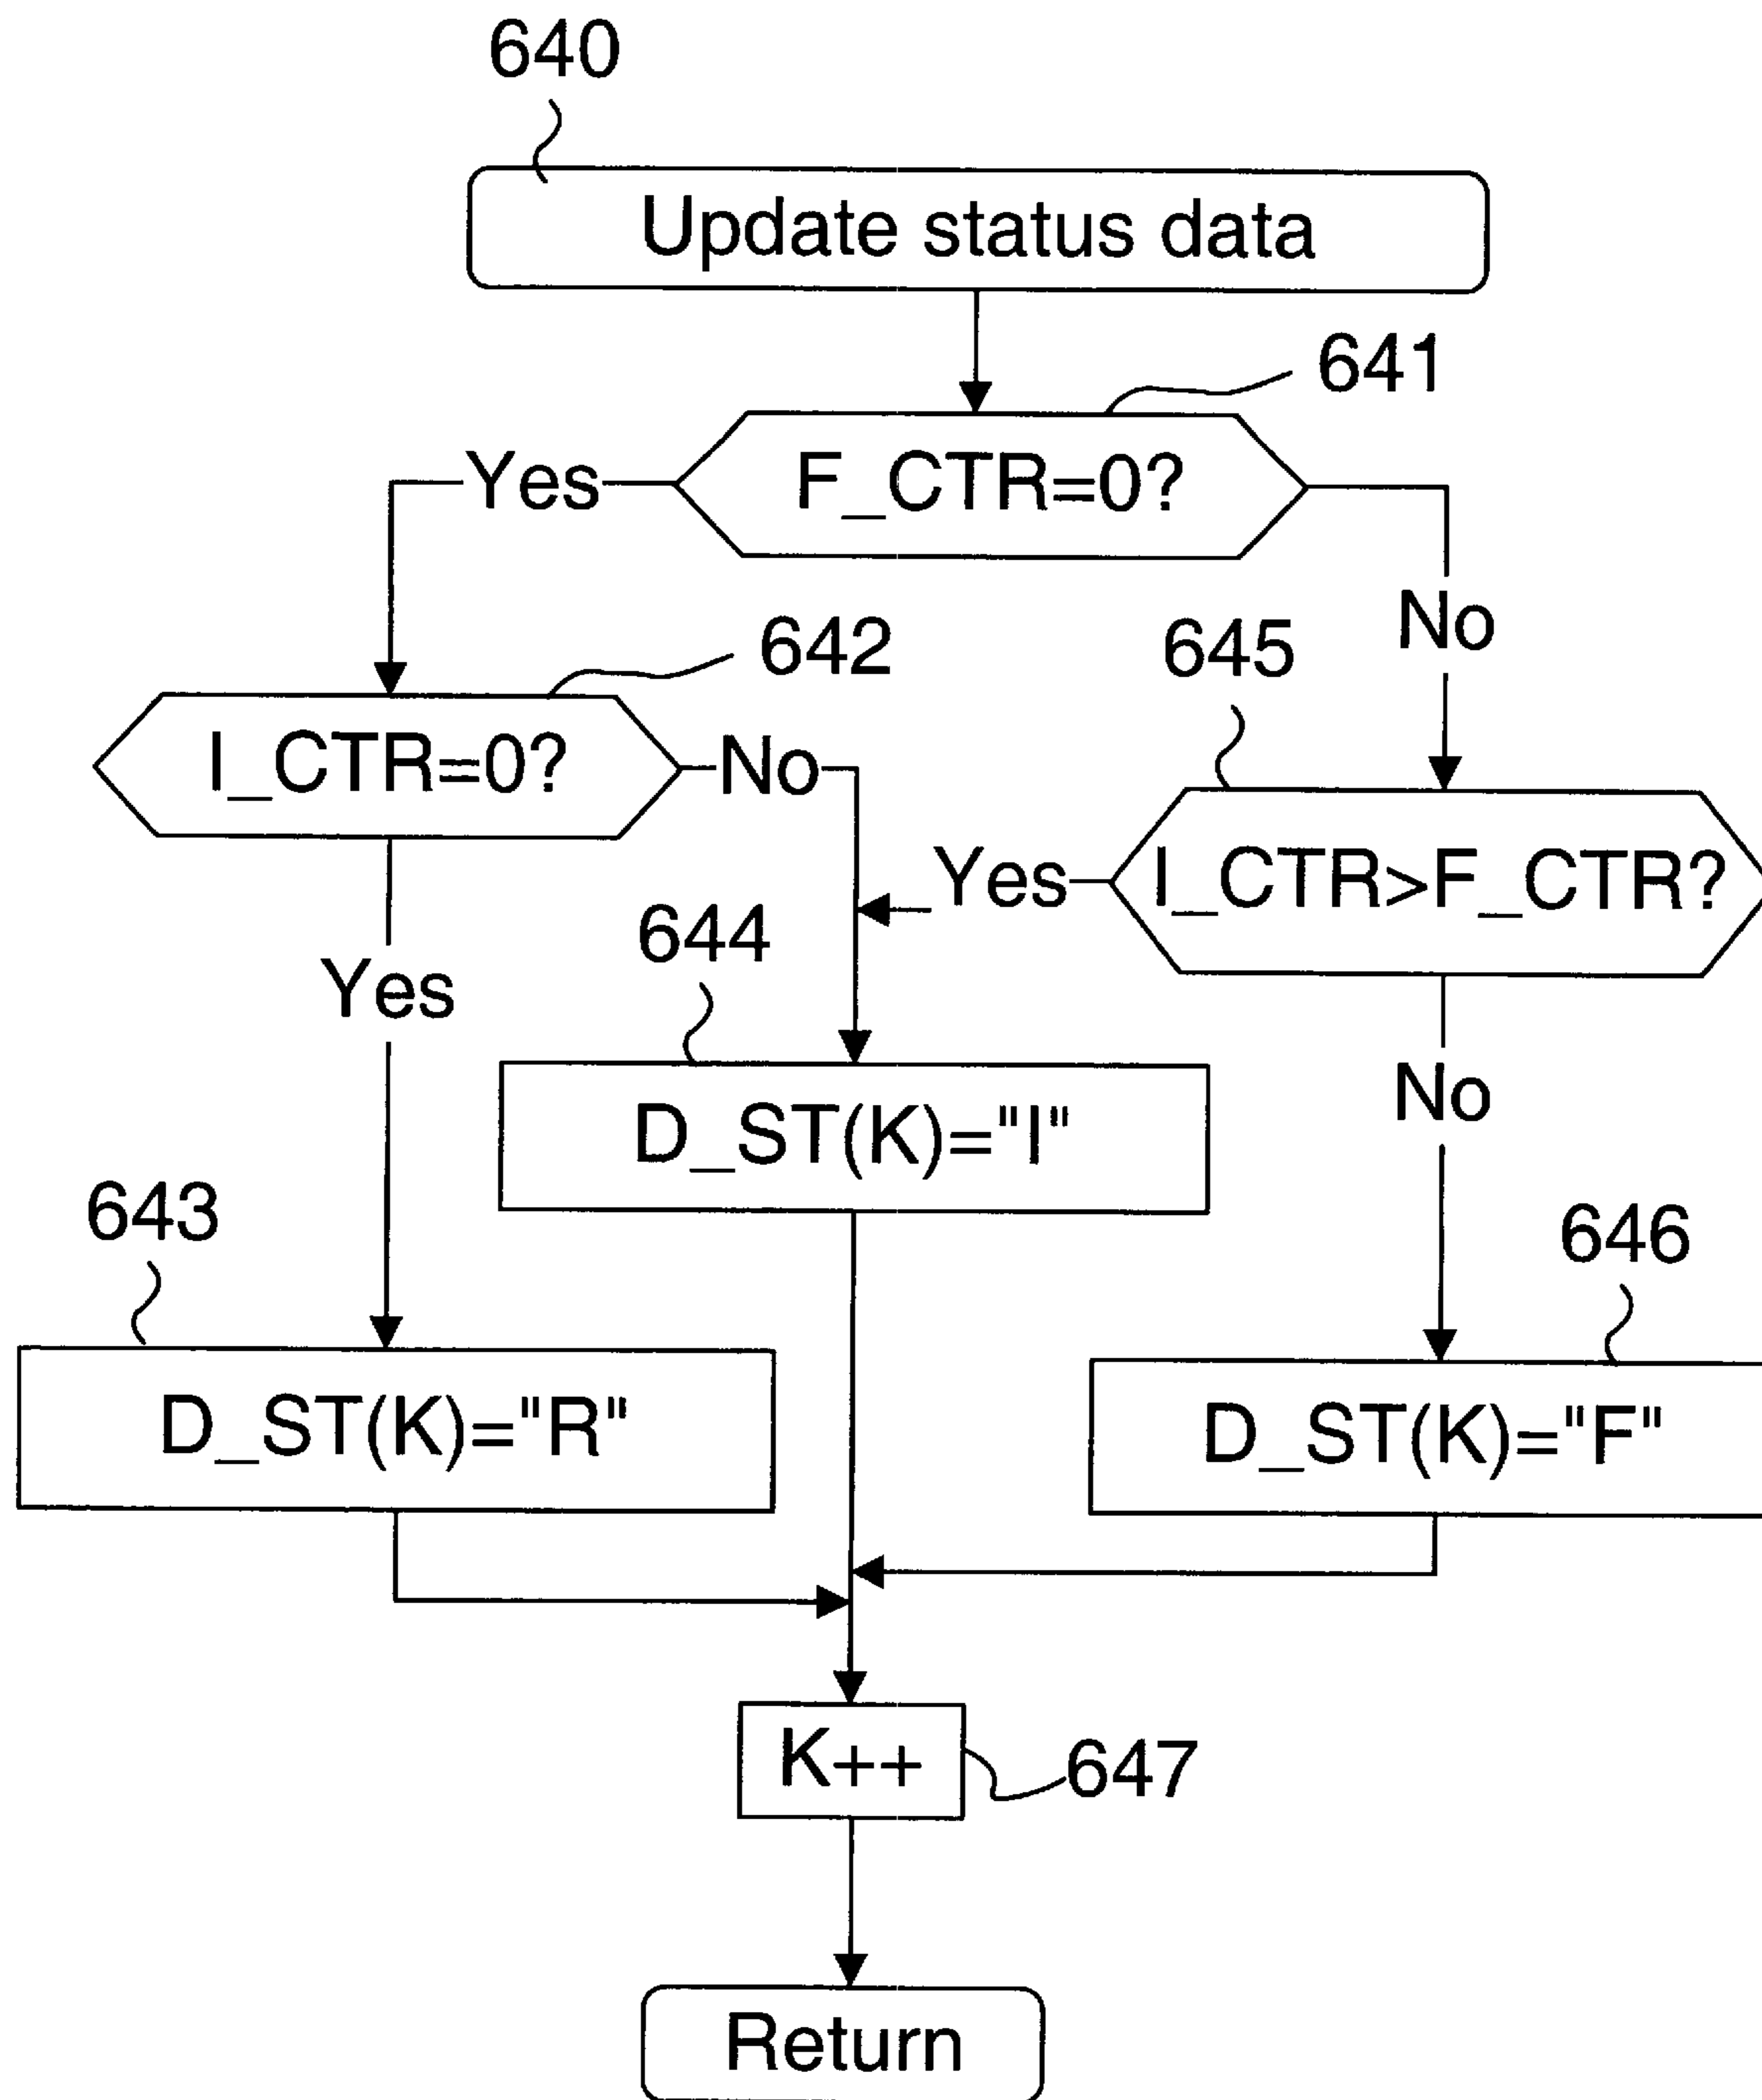 640
Update status data
641
F_CTR=0?
Yes
No
642
645
I_CTR=0?
No
I_CTR>F_CTR?
Yes
644
Yes
D_ST(K)="I"
No
643
646
D_ST(K)="R"
D_ST(K)="F"
K++
647
Return